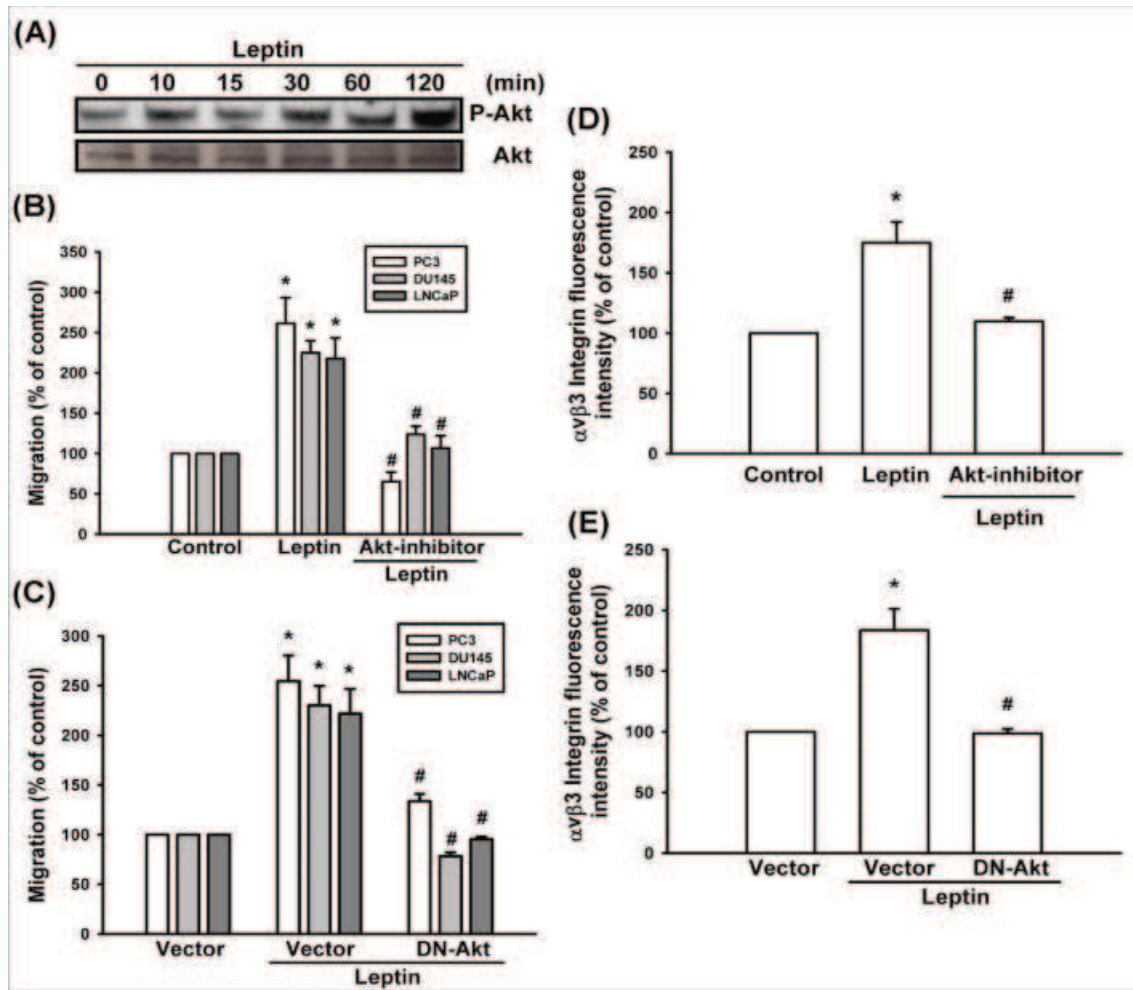 (A)
Leptin
0 10 15 30 60 120 (min)
P-Akt
Akt
(B)
Migration (% of control)
350
300
250
200
150
100
50
0
PC3
DU145
LNCaP
* * *
# # #
Control Leptin Akt-inhibitor
Leptin
(C)
Migration (% of control)
300
250
200
150
100
50
0
PC3
DU145
LNCaP
* * *
# # #
Vector Vector DN-Akt
Leptin
(D)
αvβ3 Integrin fluorescence
intensity (% of control)
250
200
150
100
50
0
*
#
Control Leptin Akt-inhibitor
Leptin
(E)
αvβ3 Integrin fluorescence
intensity (% of control)
250
200
150
100
50
0
*
#
Vector Vector DN-Akt
Leptin